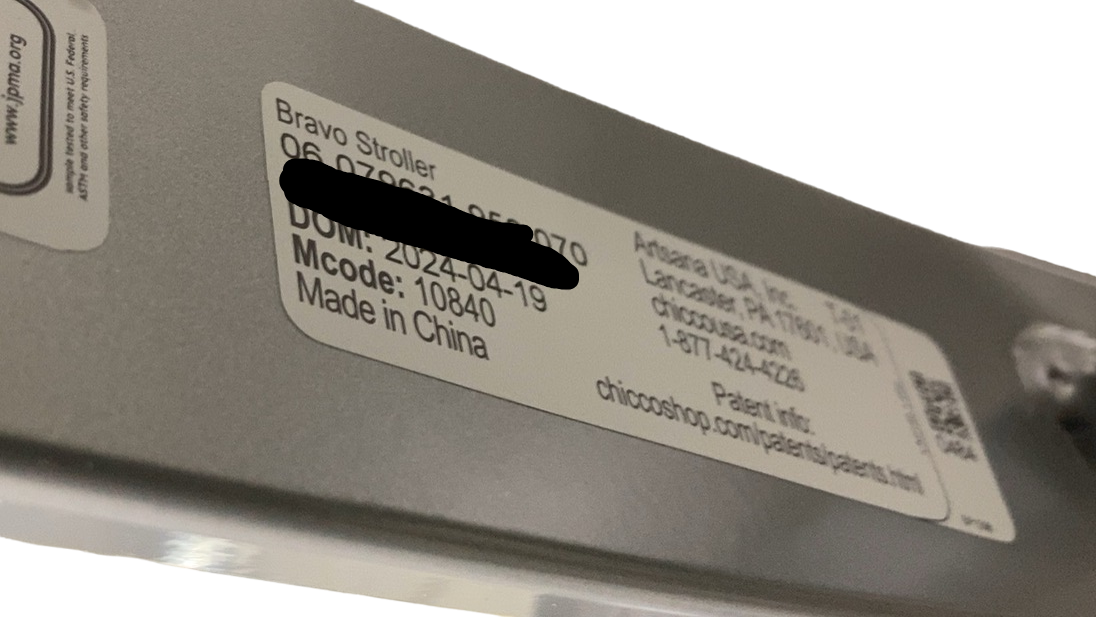 www.jpma.org
sample tested to meet U.S. Federal,
ASTM and other safety requirements
Bravo Stroller
DOM: 2024-04-19
Mcode: 10840
Made in China
Artsana USA, Inc. T-01
Lancaster, PA 17601, USA
chiccousa.com
1-877-424-4226
Patent info:
chiccoshop.com/patents/patents.html
0484